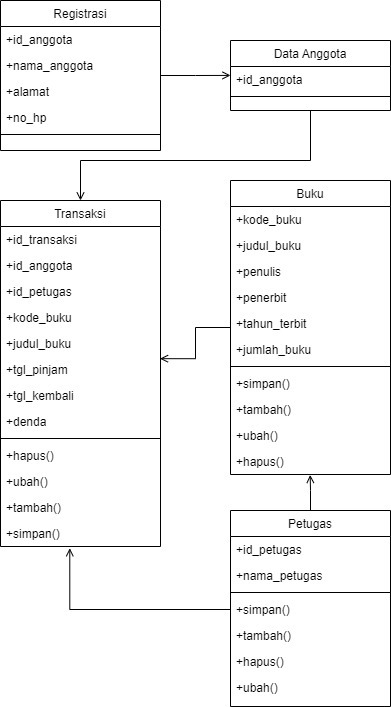 Registrasi
+id_anggota
+nama_anggota
+alamat
+no_hp
Data Anggota
+id_anggota
Transaksi
+id_transaksi
+id_anggota
+id_petugas
+kode_buku
+judul_buku
+tgl_pinjam
+tgl_kembali
+denda
+hapus()
+ubah()
+tambah()
+simpan()
Buku
+kode_buku
+judul_buku
+penulis
+penerbit
+tahun_terbit
+jumlah_buku
+simpan()
+tambah()
+ubah()
+hapus()
Petugas
+id_petugas
+nama_petugas
+simpan()
+tambah()
+hapus()
+ubah()